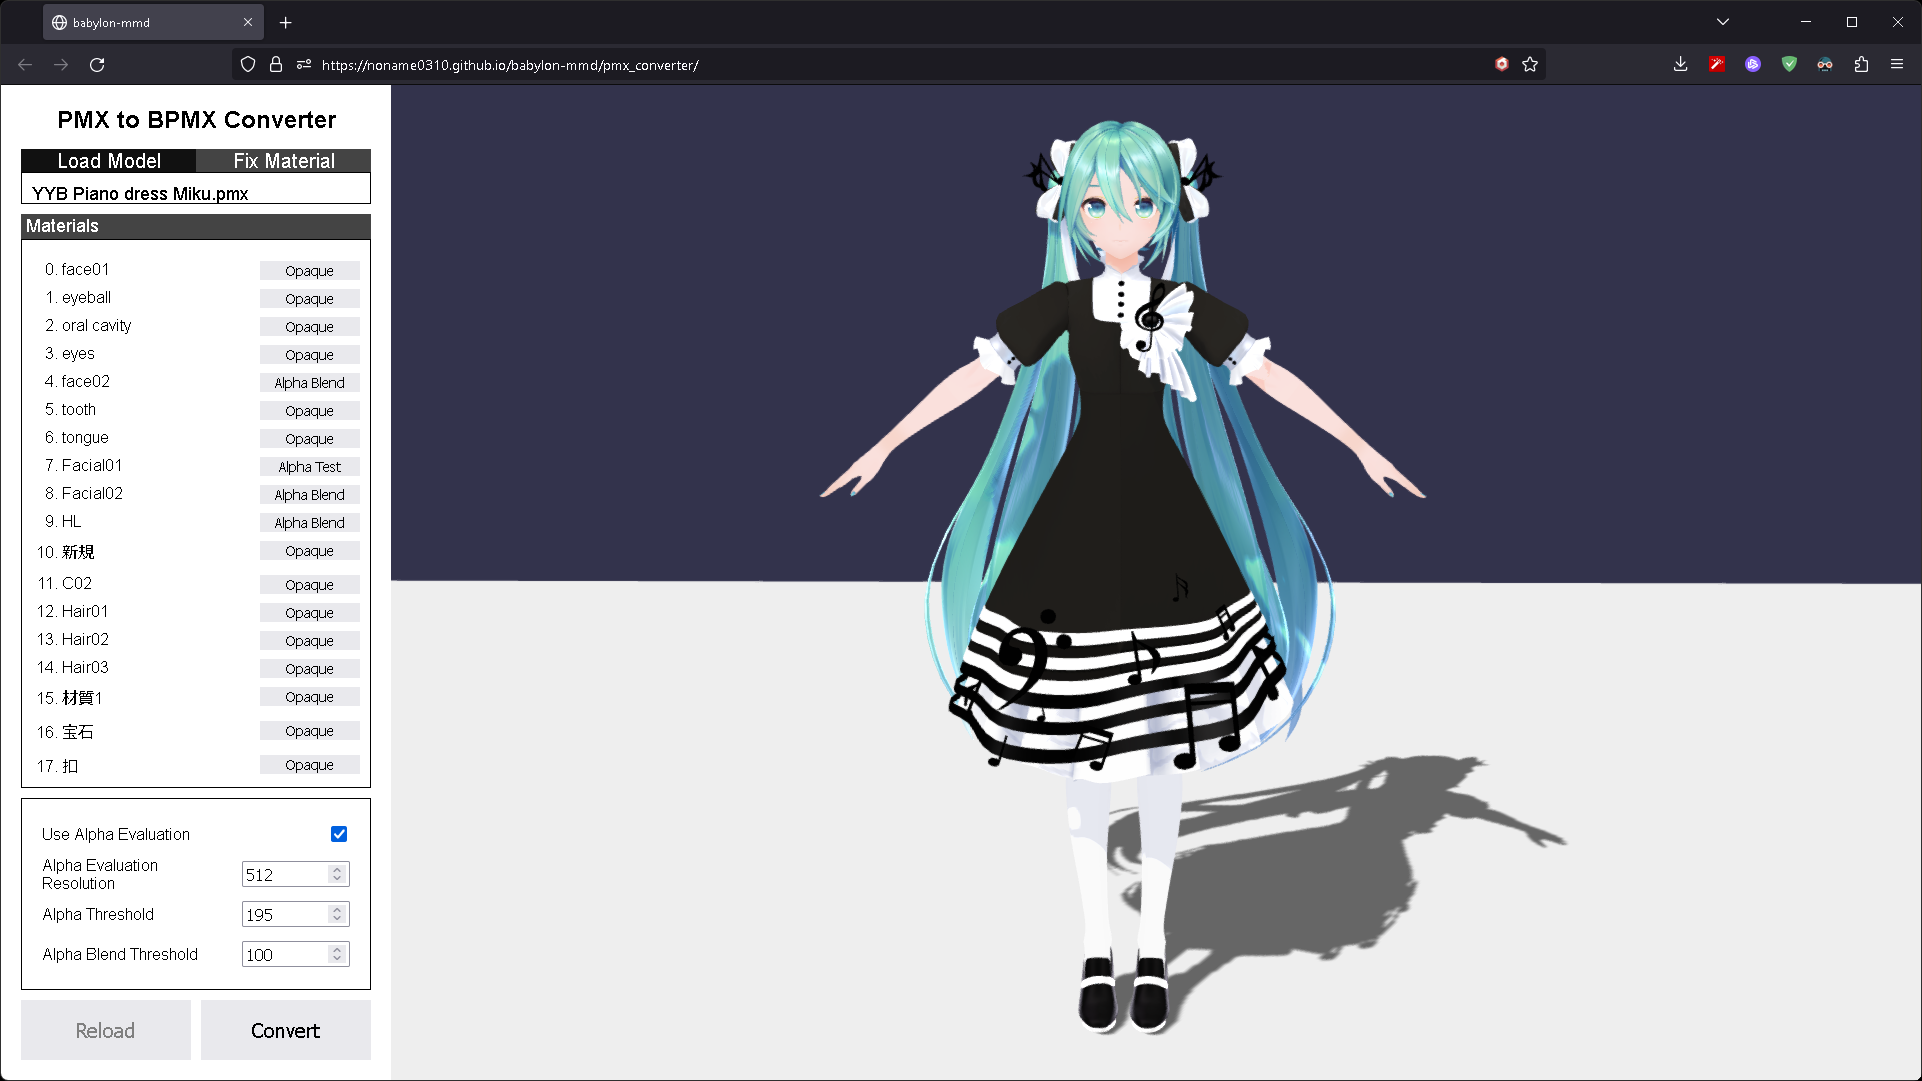 babylon-mmd
https://noname0310.github.io/babylon-mmd/pmx_converter/
PMX to BPMX Converter
Load Model Fix Material
YYB Piano dress Miku.pmx
Materials
0. face01 Opaque
1. eyeball Opaque
2. oral cavity Opaque
3. eyes Opaque
4. face02 Alpha Blend
5. tooth Opaque
6. tongue Opaque
7. Facial01 Alpha Test
8. Facial02 Alpha Blend
9. HL Alpha Blend
10. 新規 Opaque
11. C02 Opaque
12. Hair01 Opaque
13. Hair02 Opaque
14. Hair03 Opaque
15. 材質1 Opaque
16. 宝石 Opaque
17. 扣 Opaque
Use Alpha Evaluation
Alpha Evaluation
Resolution 512
Alpha Threshold 195
Alpha Blend Threshold 100
Reload Convert